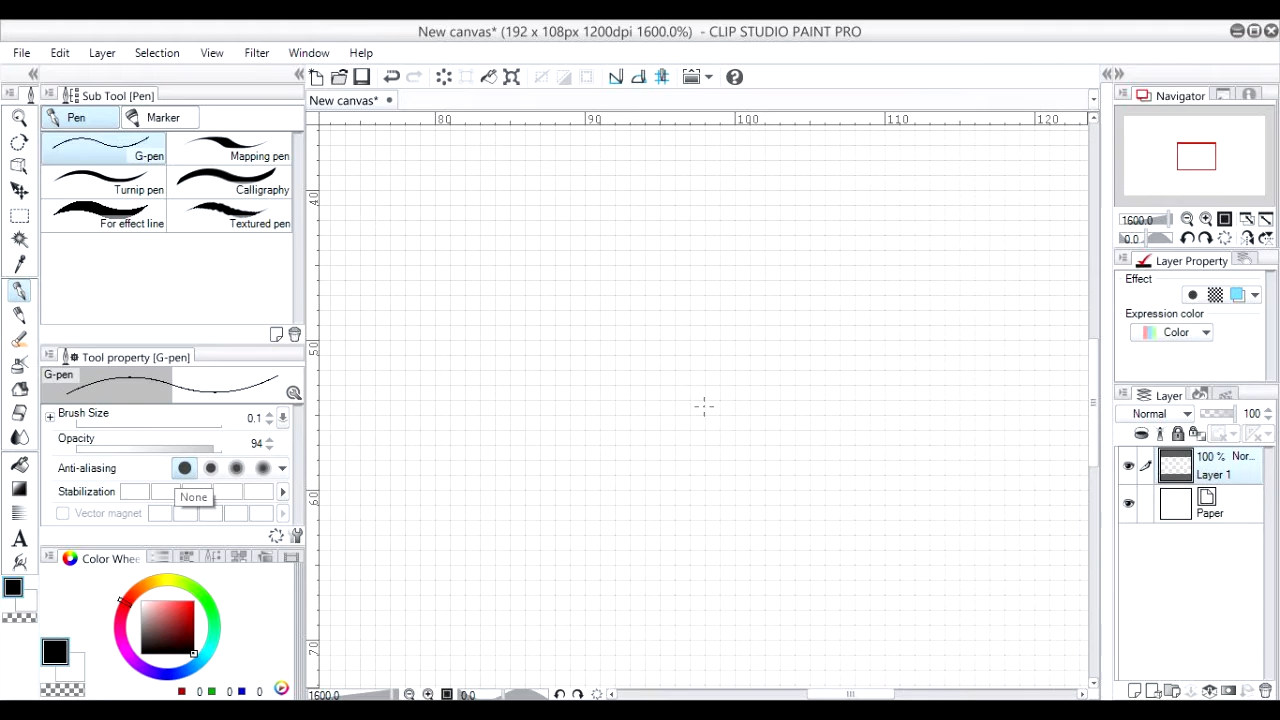 New canvas* (192 x 108px 1200dpi 1600.0%) - CLIP STUDIO PAINT PRO
File Edit Layer Selection View Filter Window Help
Sub Tool [Pen]
Pen Marker
G-pen Mapping pen
Turnip pen Calligraphy
For effect line Textured pen
Tool property [G-pen]
G-pen
Brush Size 0.1
Opacity 94
Anti-aliasing
Stabilization
None
Vector magnet
Color Whe
0 0 0
A
New canvas*
80 90 100 110 120
40
50
60
70
1600.0 0.0
Navigator
1600.0
0.0
Layer Property
Effect
Expression color
Color
Layer
Normal 100
100 % Nor...
Layer 1
Paper